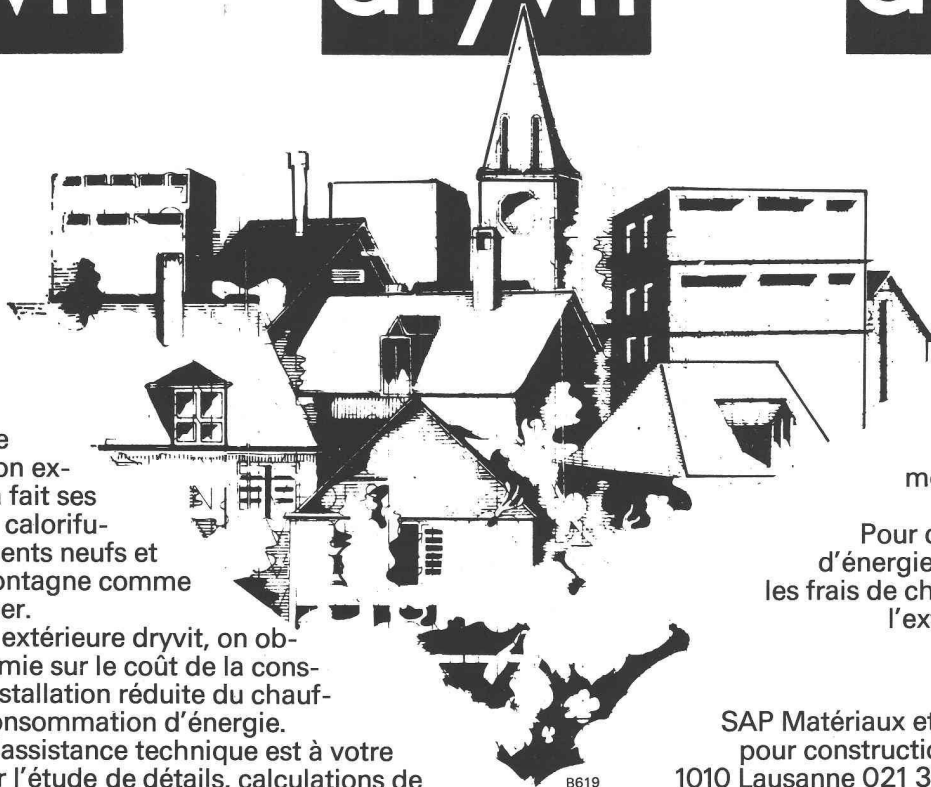 dryvit
e
on ex-
a fait ses
calorifu-
ents neufs et
ontagne comme
er.
extérieure dryvit, on ob-
mie sur le coût de la cons-
stallation réduite du chauf-
onsommation d'énergie.
assistance technique est à votre
r l'étude de détails, calculations de
B619
me
Pour d
d'énergie
les frais de ch
l'ex
SAP Matériaux et
pour constructio
1010 Lausanne 021 3